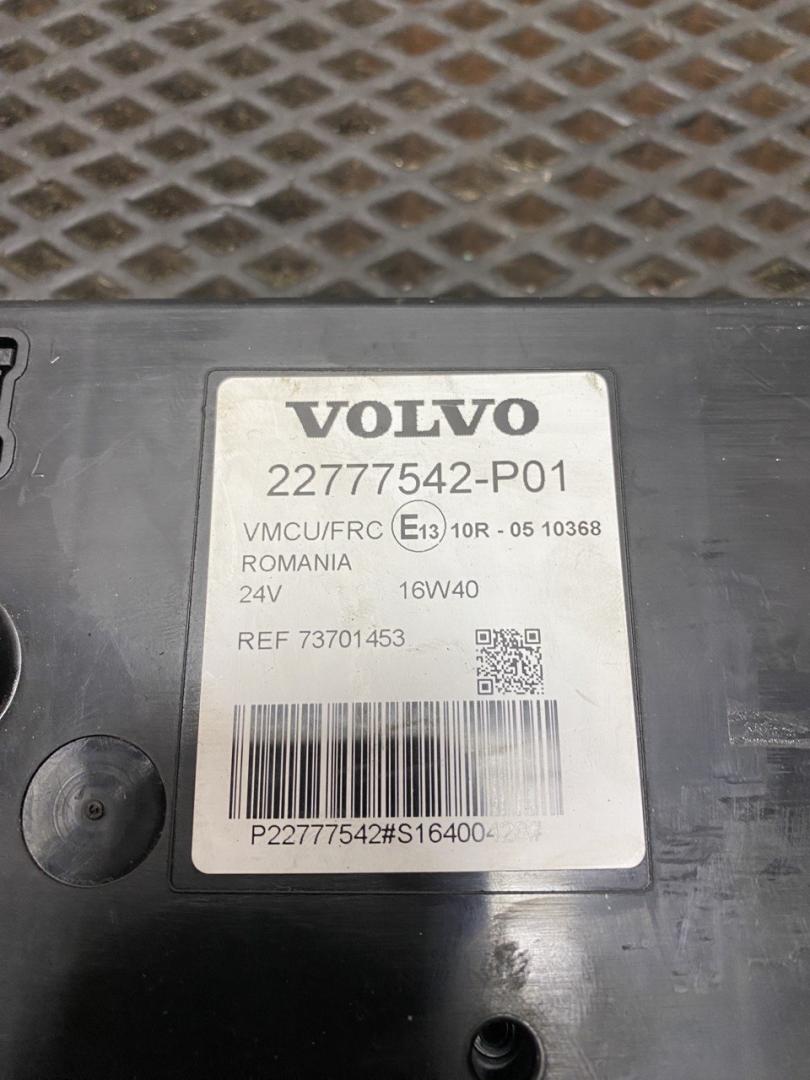 VOLVO
22777542-P01
VMCU/FRC E13 10R - 05 10368
ROMANIA
24V 16W40
REF 73701453